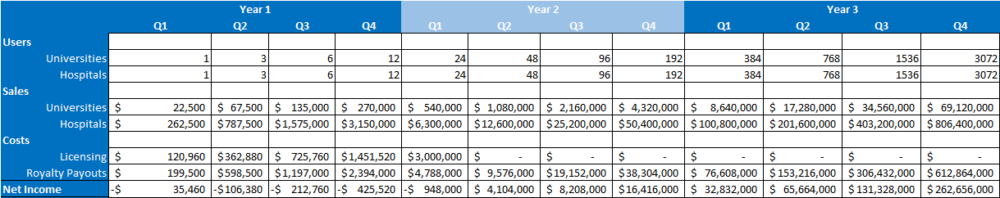 Year 1 Year 2 Year 3
Q1 Q2 Q3 Q4 Q1 Q2 Q3 Q4 Q1 Q2 Q3 Q4
Users
Universities 1 3 6 12 24 48 96 192 384 768 1536 3072
Hospitals 1 3 6 12 24 48 96 192 384 768 1536 3072
Sales
Universities $ 22,500 $ 67,500 $ 135,000 $ 270,000 $ 540,000 $ 1,080,000 $ 2,160,000 $ 4,320,000 $ 8,640,000 $ 17,280,000 $ 34,560,000 $ 69,120,000
Hospitals $ 262,500 $787,500 $1,575,000 $3,150,000 $6,300,000 $12,600,000 $25,200,000 $50,400,000 $100,800,000 $201,600,000 $403,200,000 $806,400,000
Costs
Licensing $ 120,960 $362,880 $ 725,760 $1,451,520 $3,000,000 $ - $ - $ - $ - $ - $ - $ -
Royalty Payouts $ 199,500 $598,500 $1,197,000 $2,394,000 $4,788,000 $ 9,576,000 $19,152,000 $38,304,000 $ 76,608,000 $153,216,000 $306,432,000 $612,864,000
Net Income -$ 35,460 -$106,380 -$ 212,760 -$ 425,520 -$ 948,000 $ 4,104,000 $ 8,208,000 $16,416,000 $ 32,832,000 $ 65,664,000 $131,328,000 $262,656,000